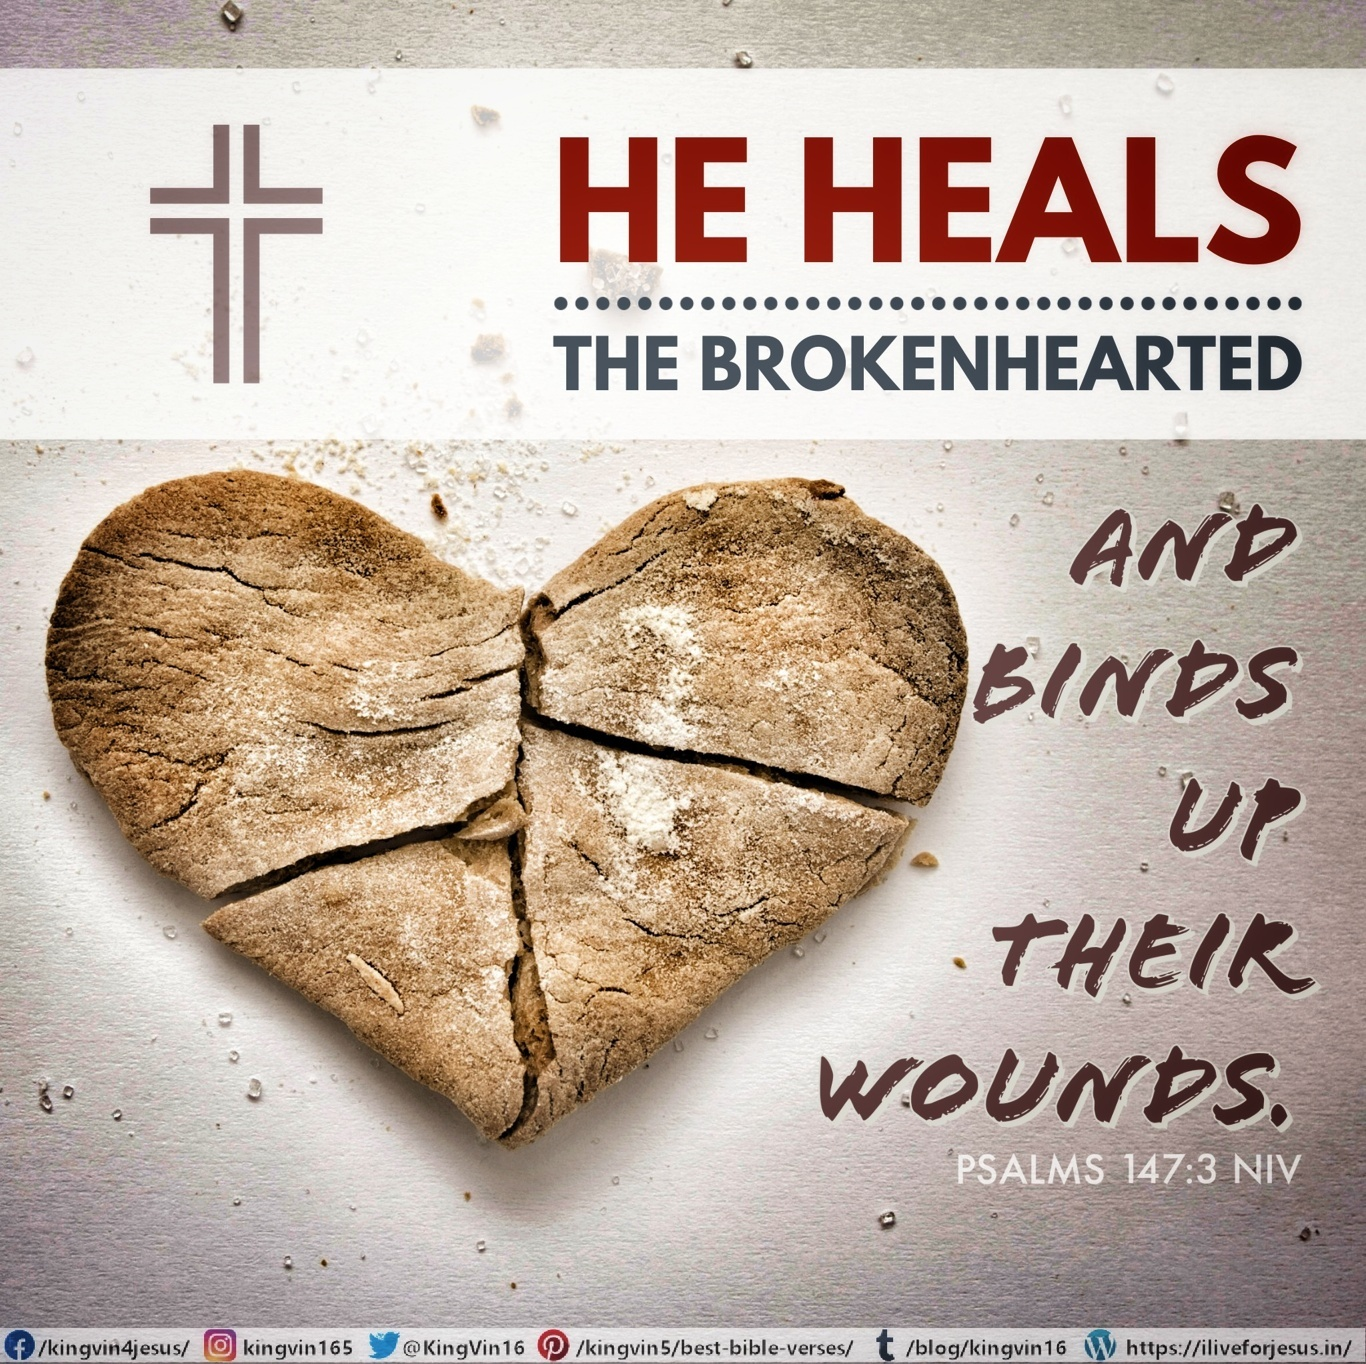 HE HEALS
THE BROKENHEARTED
AND
BINDS
UP
THEIR
WOUNDS.
PSALMS 147:3 NIV
/kingvin4jesus/ kingvin165 @KingVin16 /kingvin5/best-bible-verses/ /blog/kingvin16 https://iliveforjesus.in/